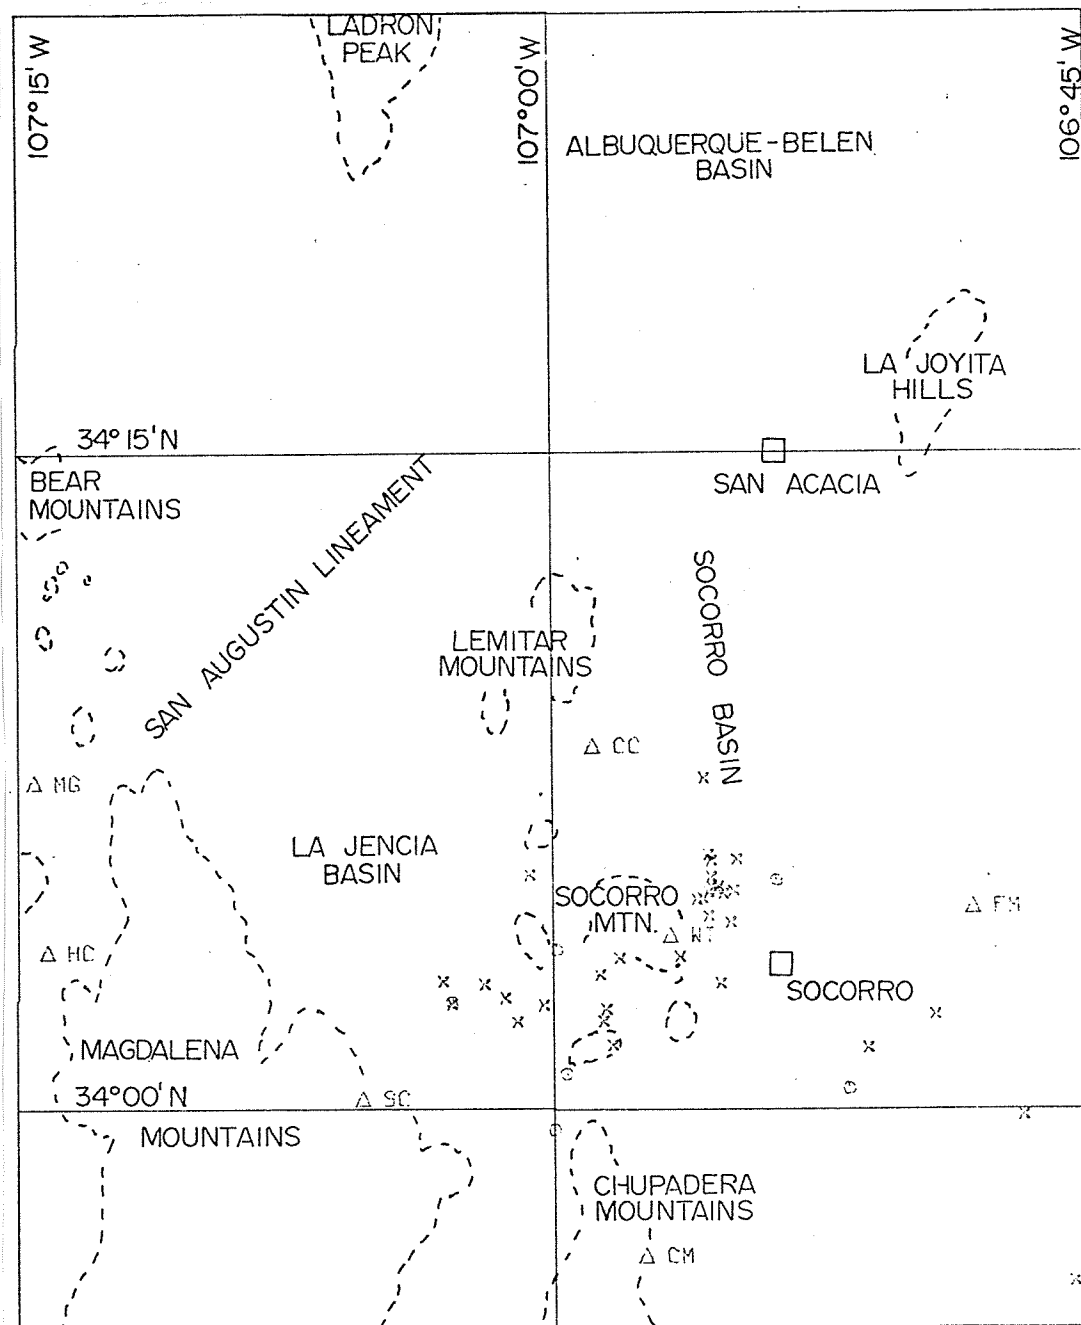 LADRON
PEAK
107° 15' W
107° 00' W
106° 45' W
ALBUQUERQUE-BELEN
BASIN
LA JOYITA
HILLS
34° 15' N
SAN ACACIA
BEAR
MOUNTAINS
SAN AUGUSTIN LINEAMENT
SOCORRO BASIN
LEMITAR
MOUNTAINS
CC
MG
LA JENCIA
BASIN
SOCORRO
MTN.
WT
FM
HC
SOCORRO
MAGDALENA
34° 00' N
SC
MOUNTAINS
CHUPADERA
MOUNTAINS
CM